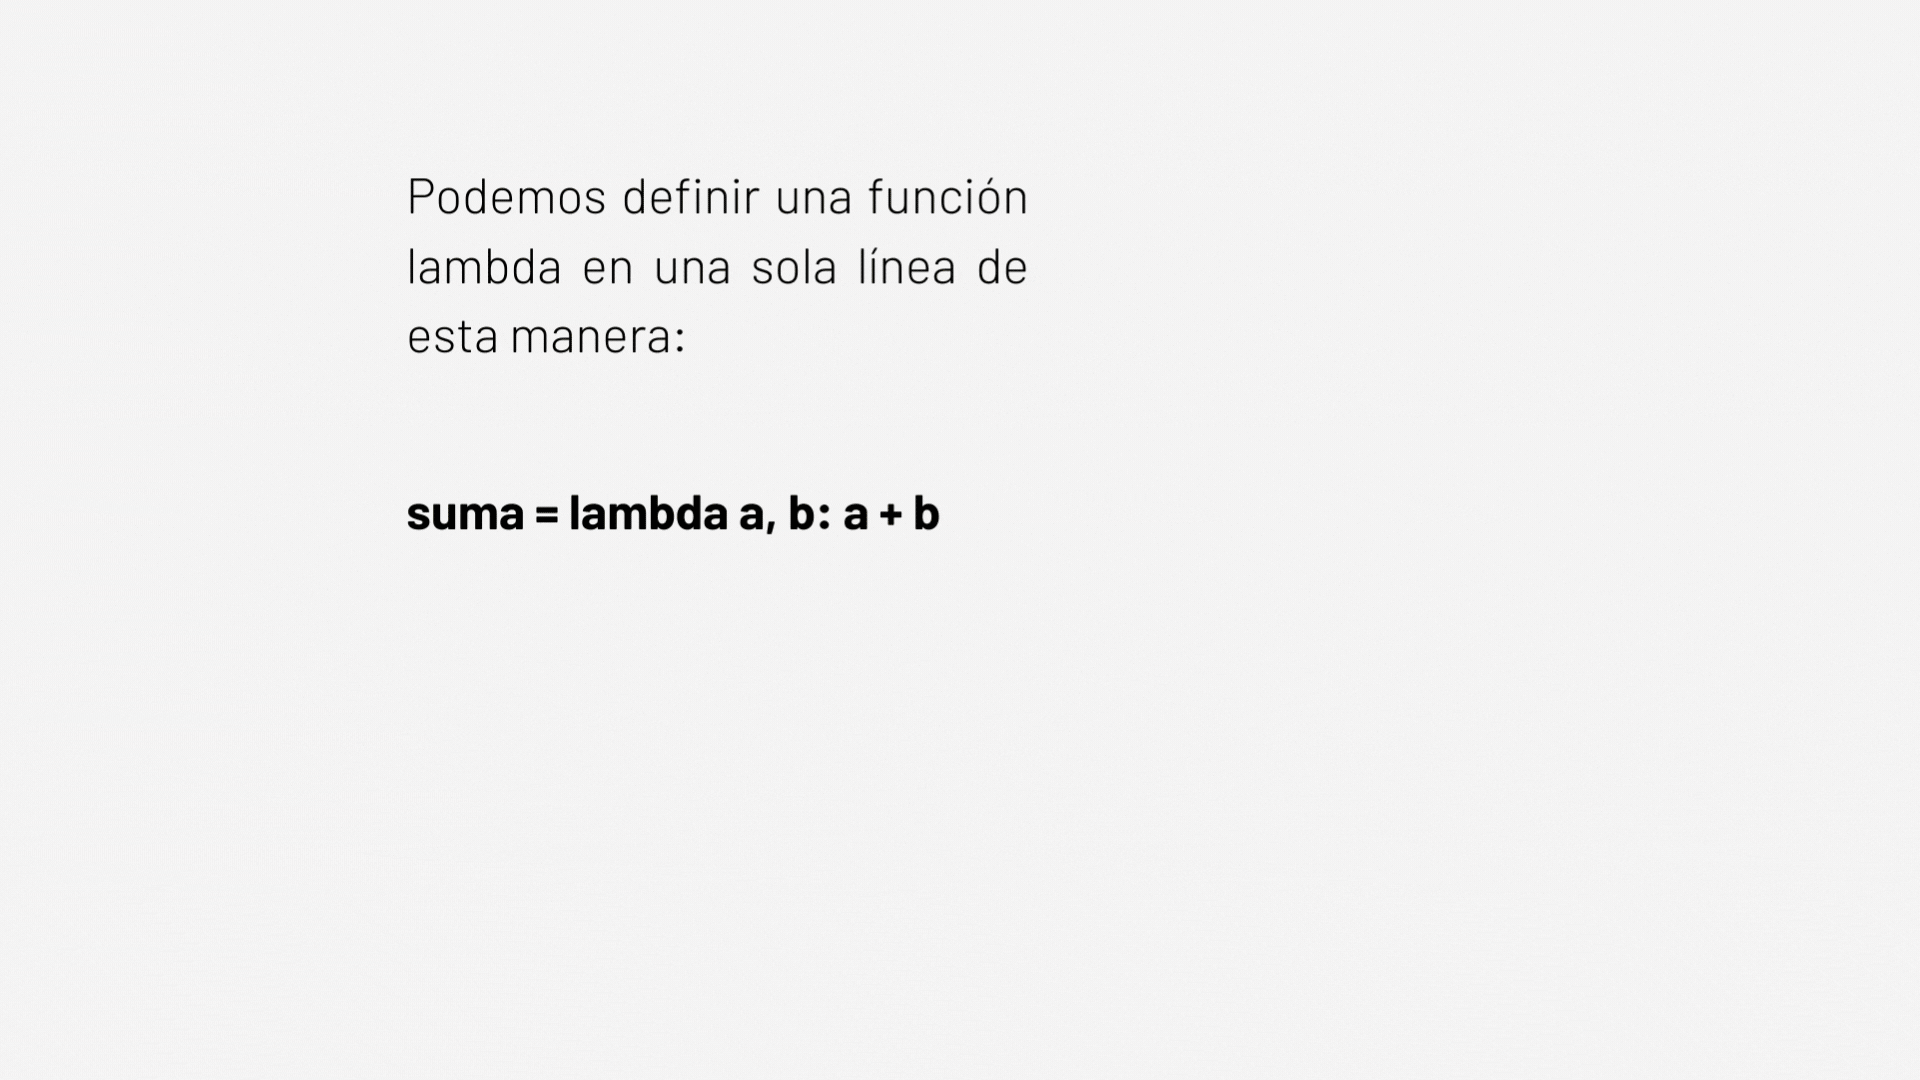 Podemos definir una función
lambda en una sola línea de
esta manera:
suma = lambda a, b: a + b